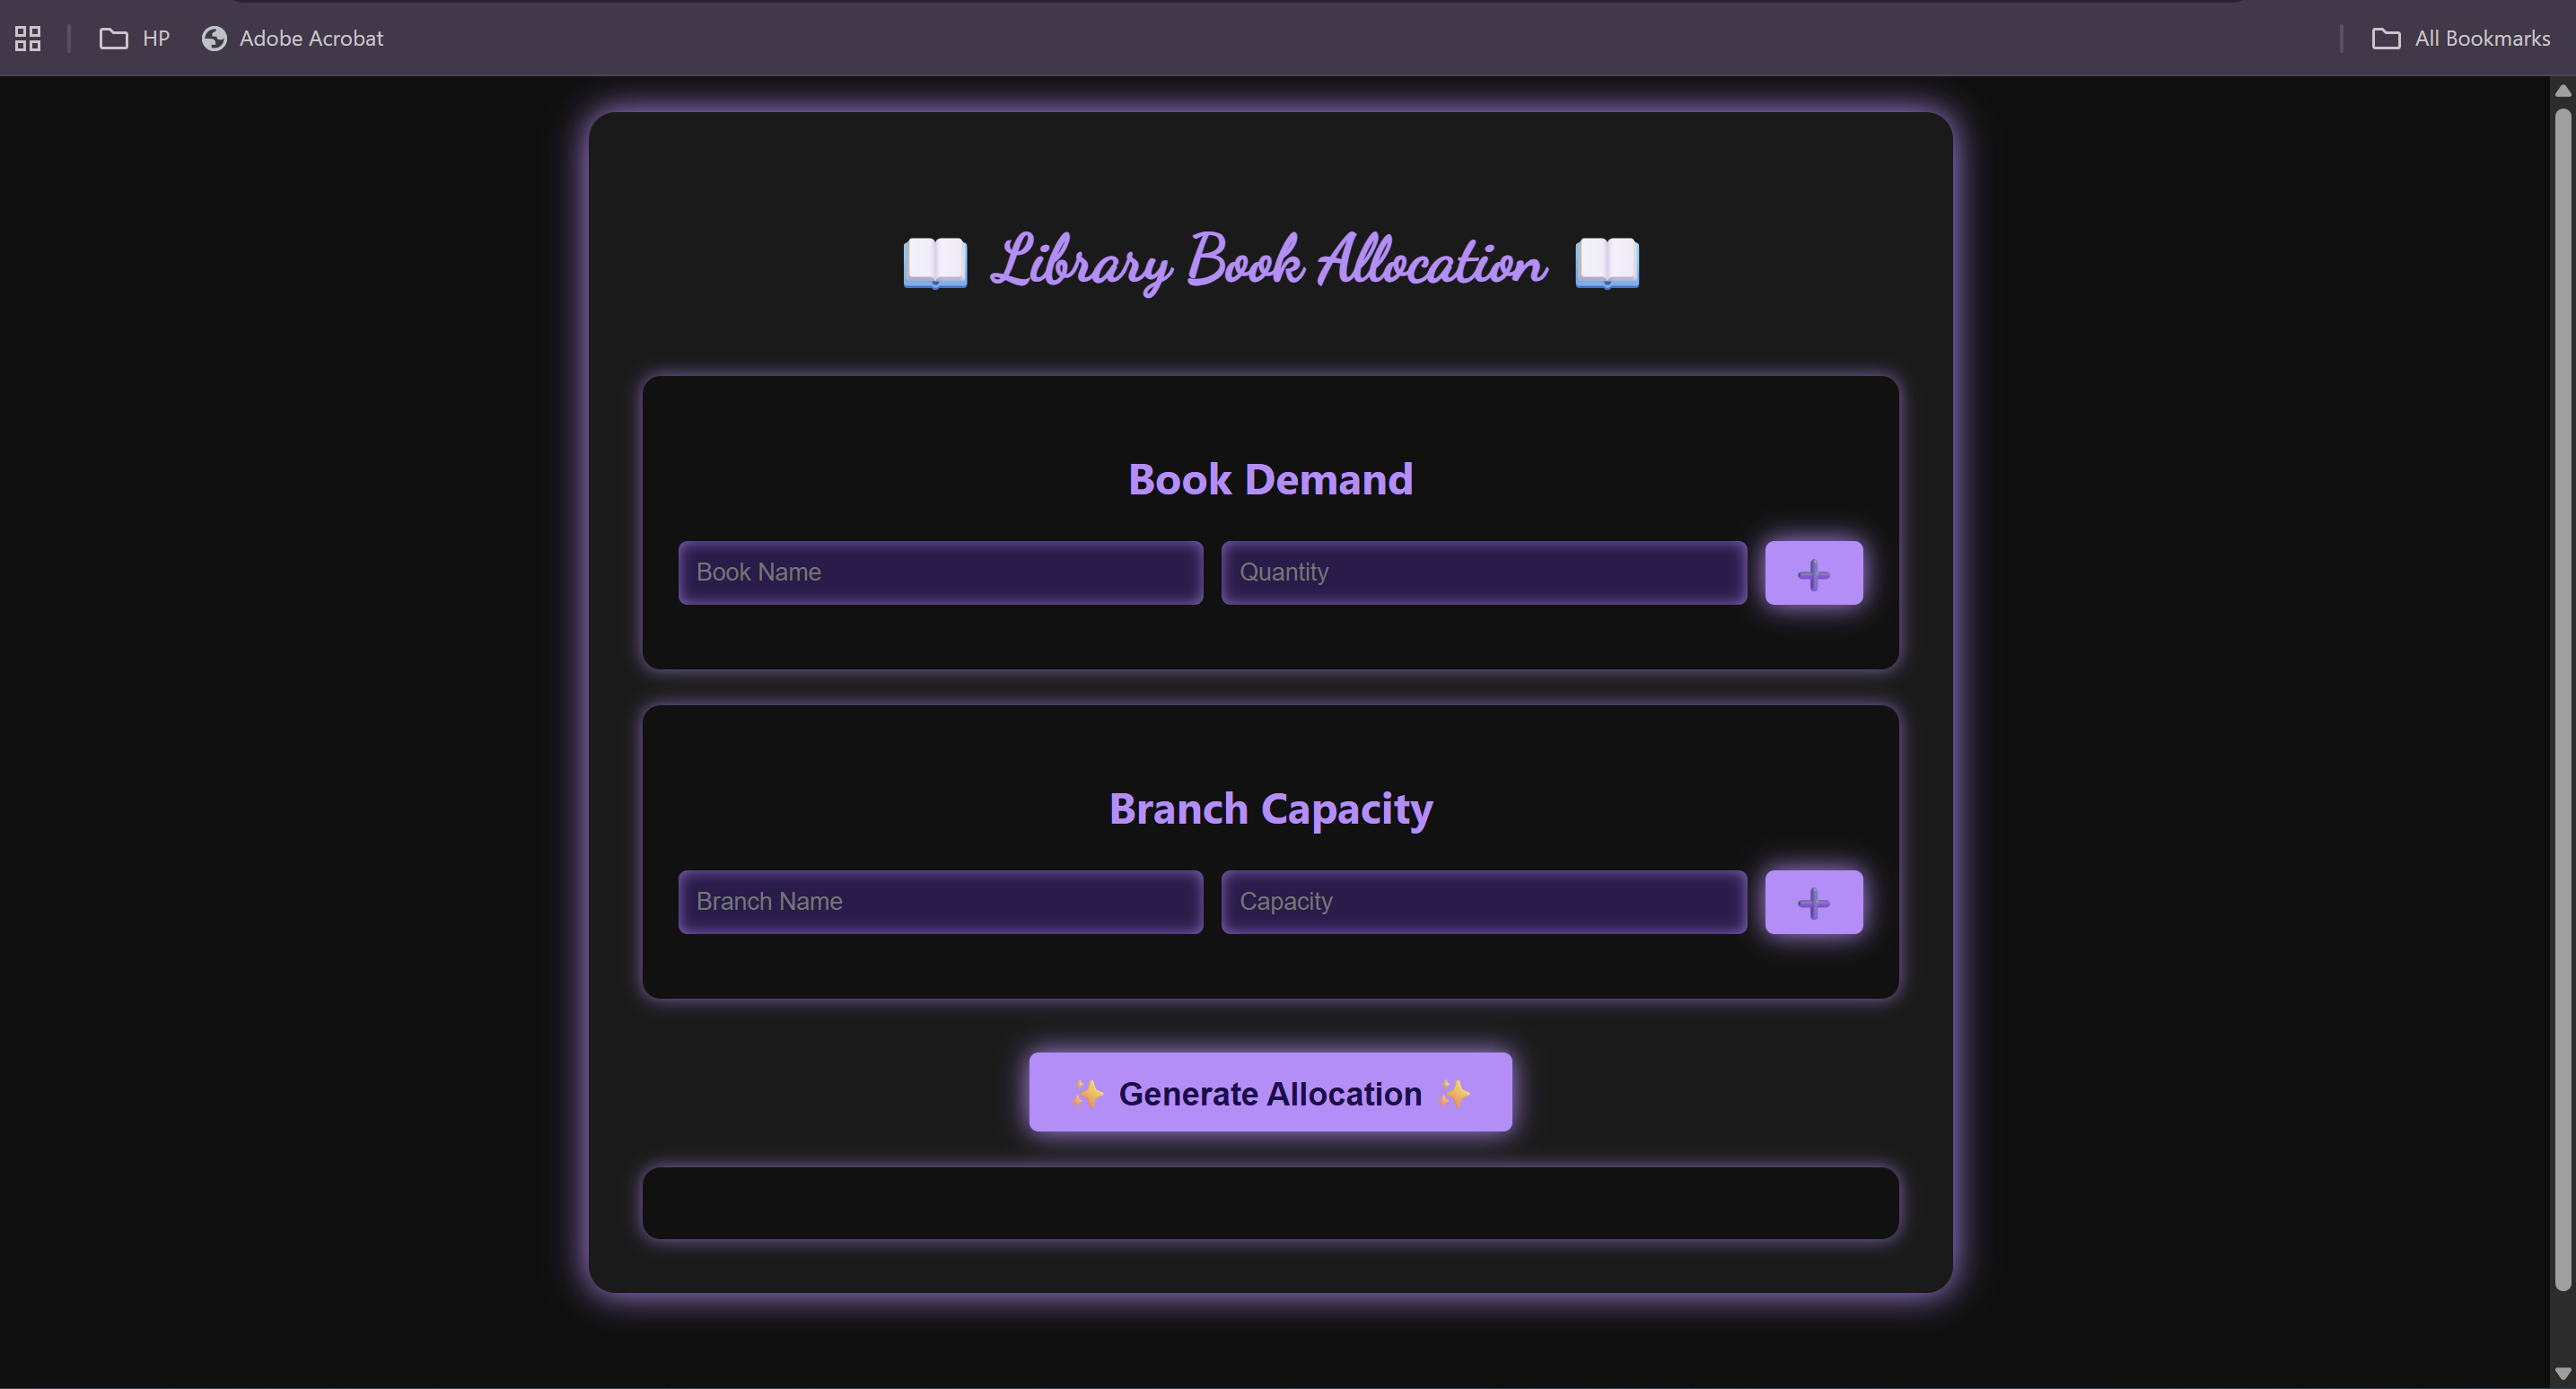 HP
Adobe Acrobat
All Bookmarks
📖 Library Book Allocation 📖
Book Demand
Book Name
Quantity
➕
Branch Capacity
Branch Name
Capacity
➕
✨ Generate Allocation ✨